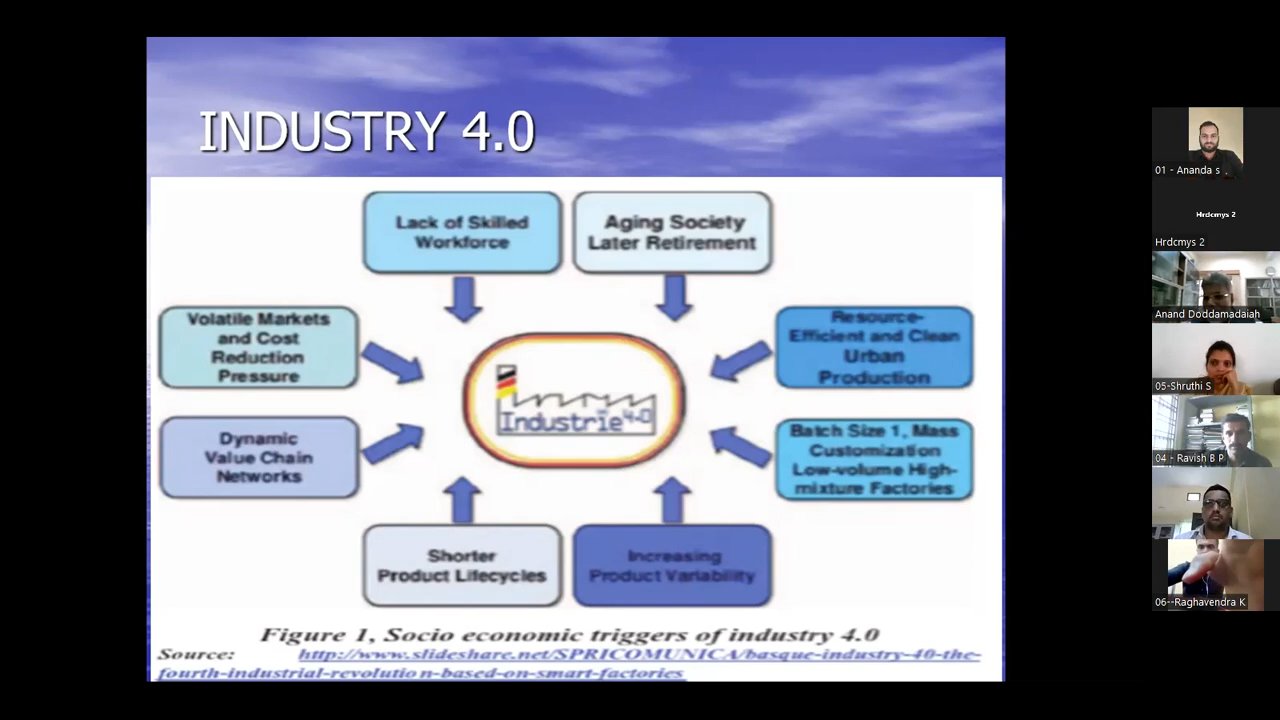 INDUSTRY 4.0
Lack of Skilled
Workforce
Aging Society
Later Retirement
Volatile Markets
and Cost
Reduction
Pressure
Resource-
Efficient and Clean
Urban
Production
Industrie 4.0
Dynamic
Value Chain
Networks
Batch Size 1, Mass
Customization
Low-volume High-
mixture Factories
Shorter
Product Lifecycles
Increasing
Product Variability
Figure 1, Socio economic triggers of industry 4.0
Source: http://www.slideshare.net/SPRICOMUNICA/basque-industry-40-the-
fourth-industrial-revolution-based-on-smart-factories
01 - Ananda s .
Hrdcmys 2
Hrdcmys 2
Anand Doddamadaiah
05-Shruthi S
04 - Ravish B P
06--Raghavendra K